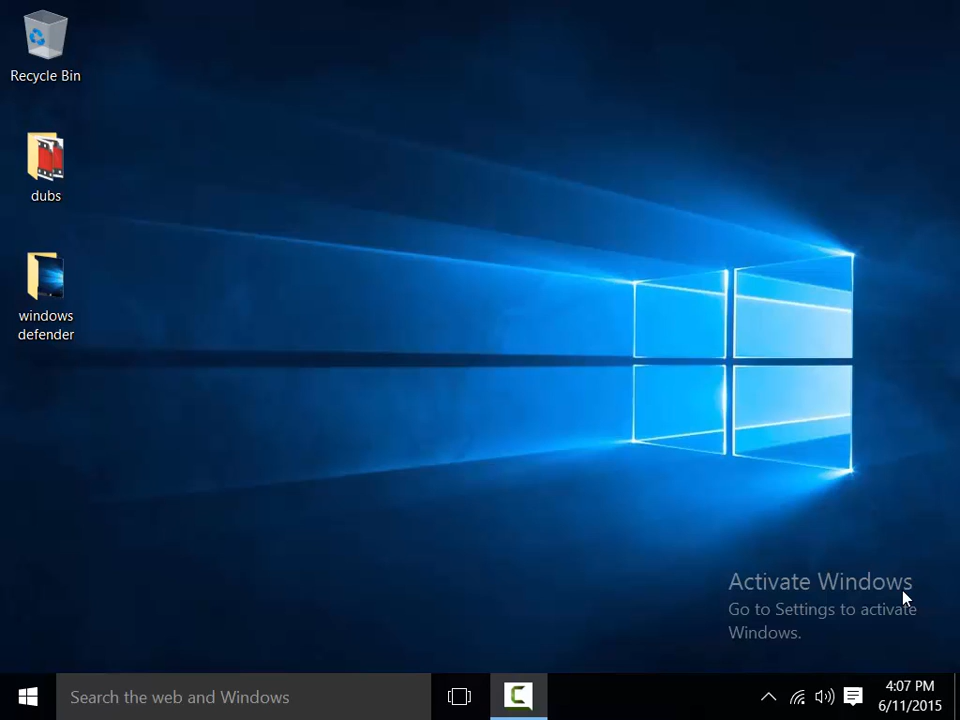 Recycle Bin
dubs
windows
defender
Activate Windows
Go to Settings to activate
Windows.
Search the web and Windows
4:07 PM
6/11/2015